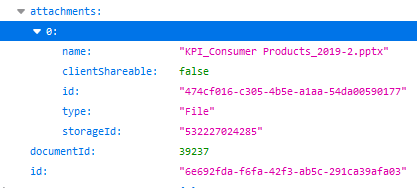 attachments:
0:
name: "KPI_Consumer Products_2019-2.pptx"
clientShareable: false
id: "474cf016-c305-4b5e-a1aa-54da00590177"
type: "File"
storageId: "532227024285"
documentId: 39237
id: "6e692fda-f6fa-42f3-ab5c-291ca39afa03"